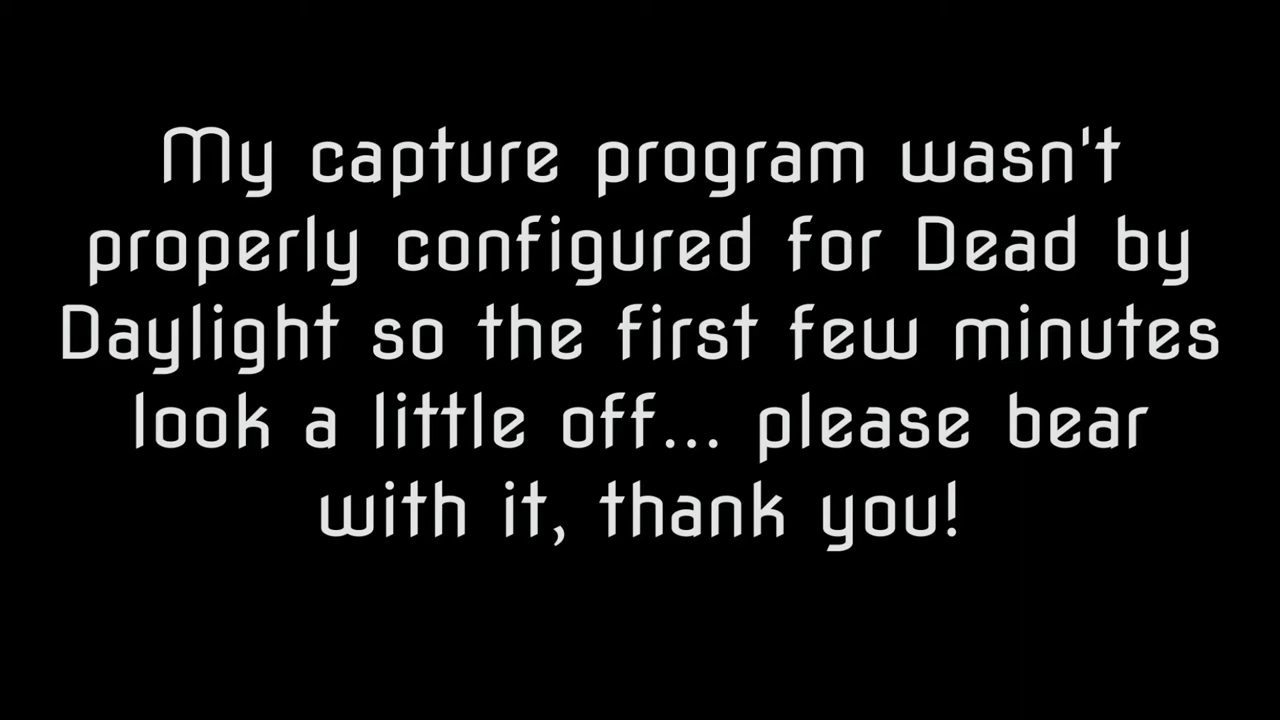 My capture program wasn't
properly configured for Dead by
Daylight so the first few minutes
look a little off... please bear
with it, thank you!